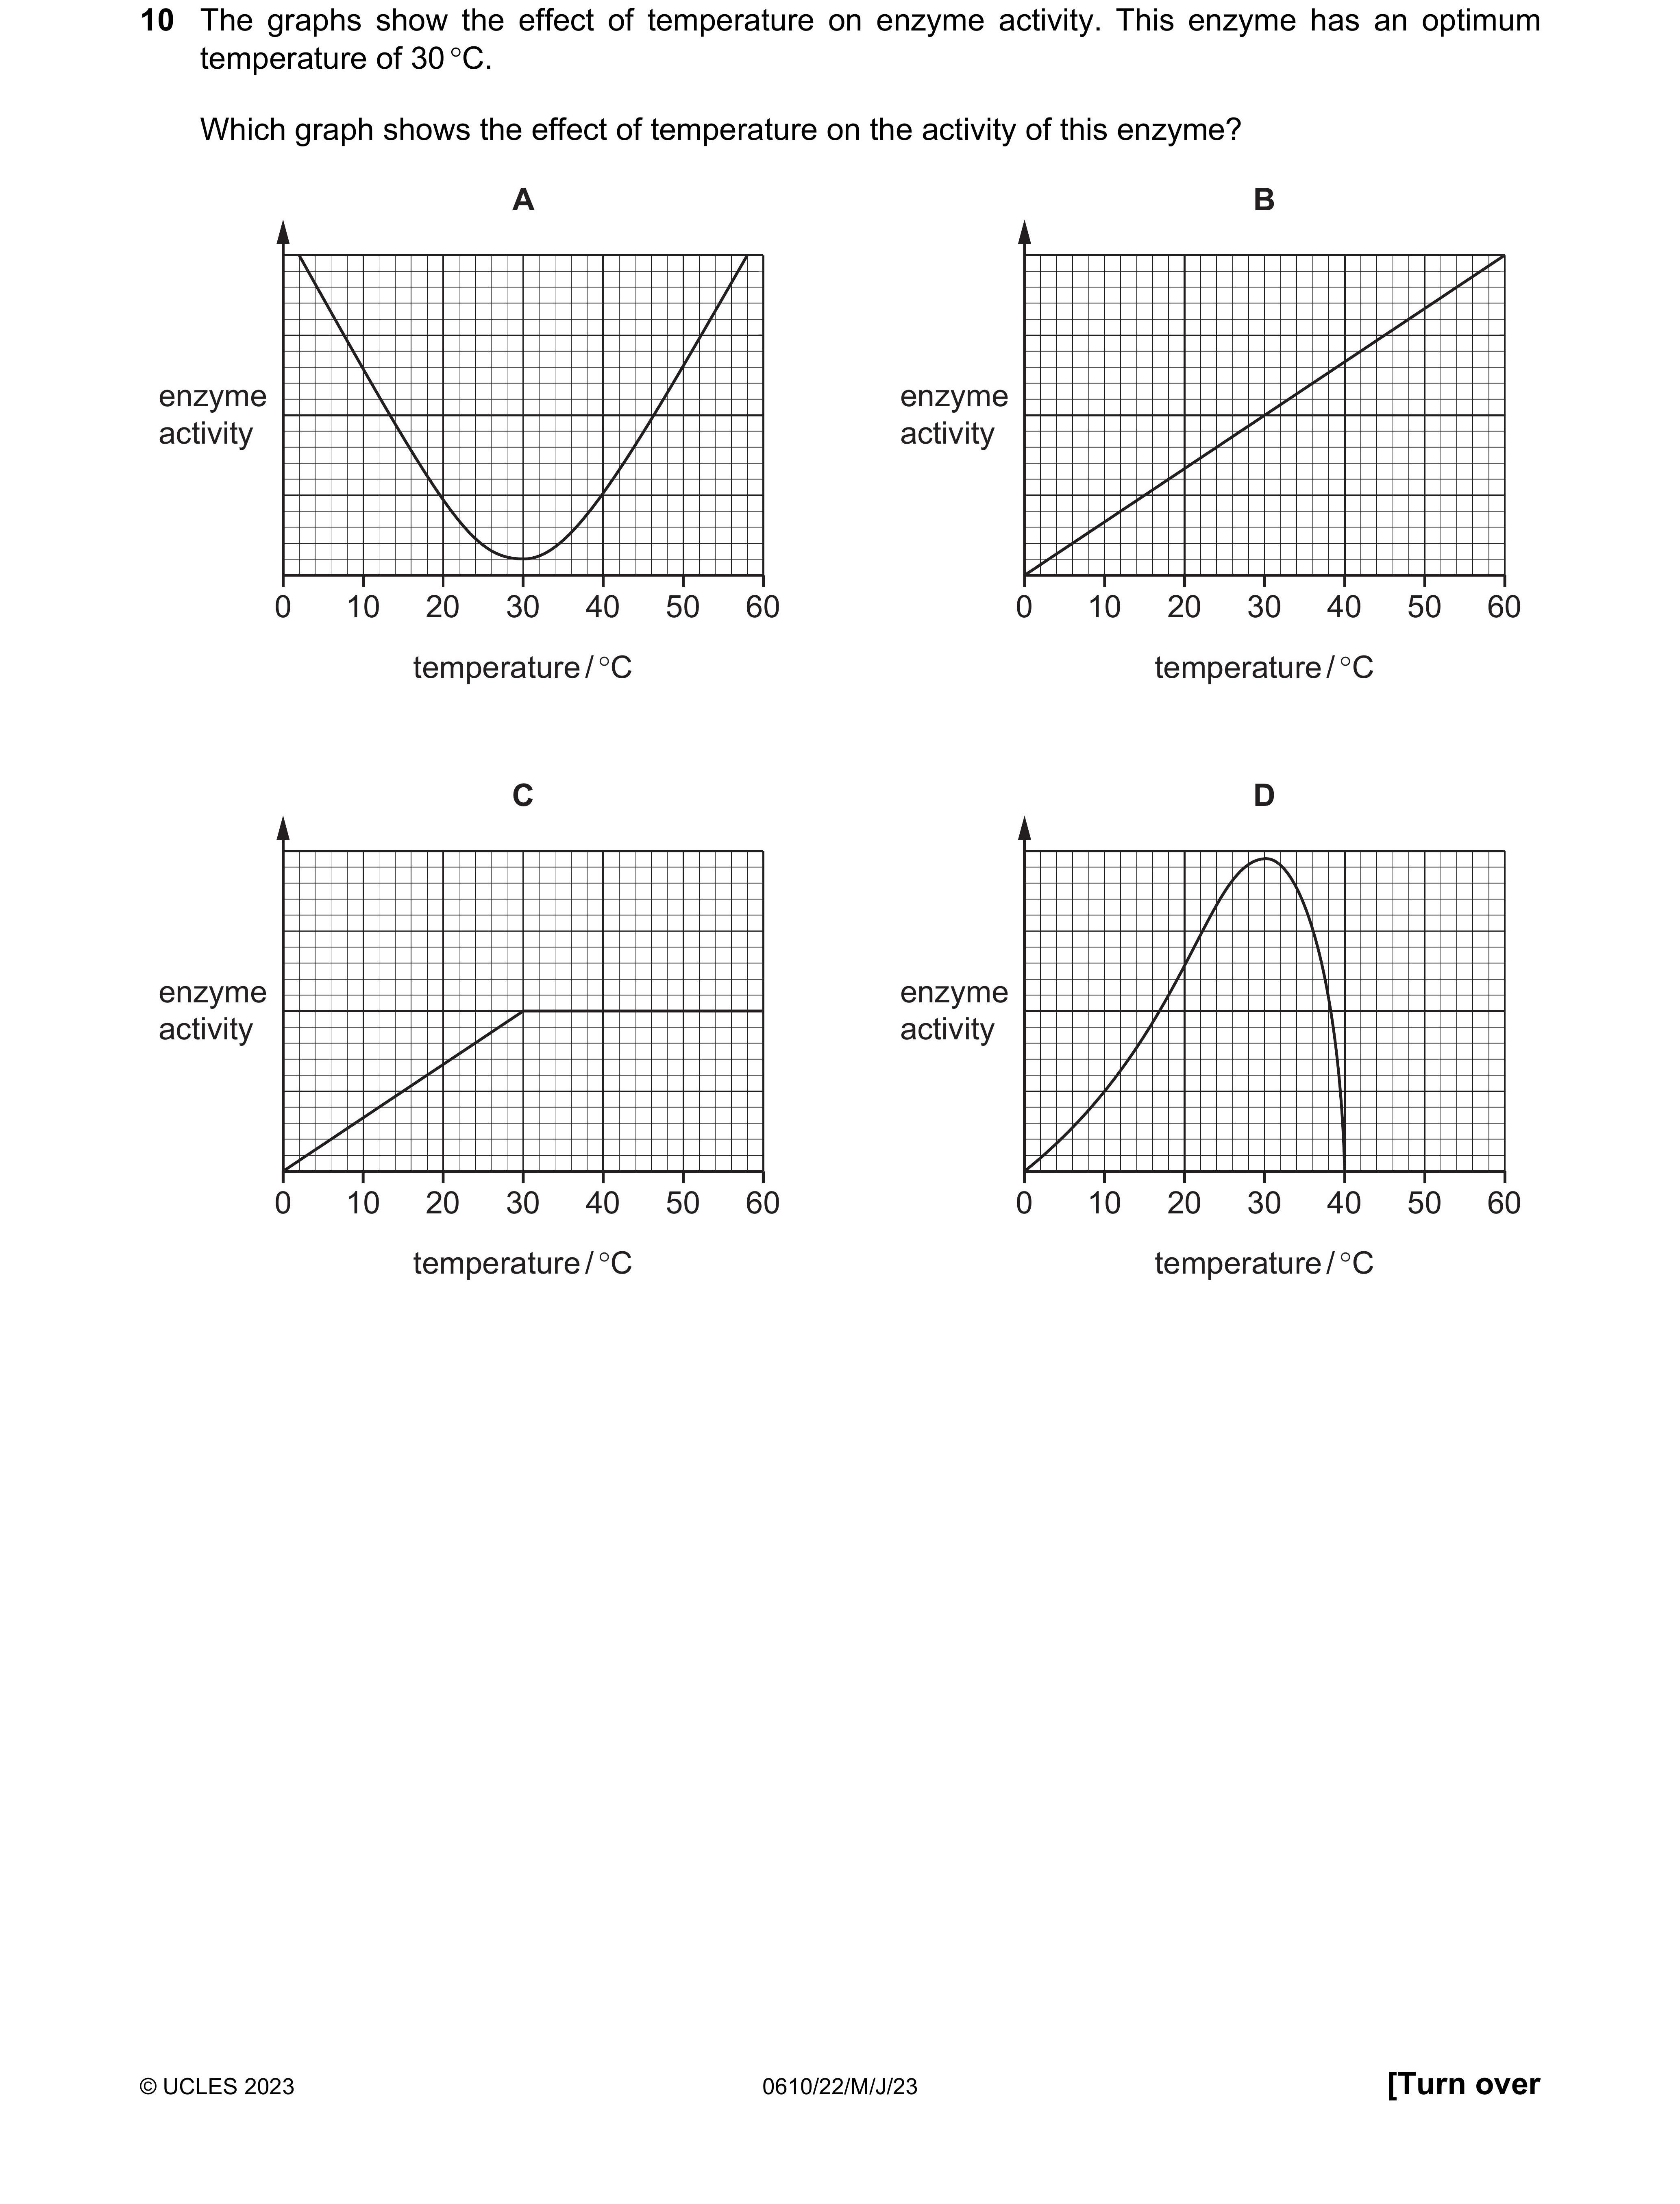 10 The graphs show the effect of temperature on enzyme activity. This enzyme has an optimum
temperature of 30 °C.
Which graph shows the effect of temperature on the activity of this enzyme?
A
enzyme
activity
0 10 20 30 40 50 60
temperature / °C
B
enzyme
activity
0 10 20 30 40 50 60
temperature / °C
C
enzyme
activity
0 10 20 30 40 50 60
temperature / °C
D
enzyme
activity
0 10 20 30 40 50 60
temperature / °C
© UCLES 2023
0610/22/M/J/23
[Turn over